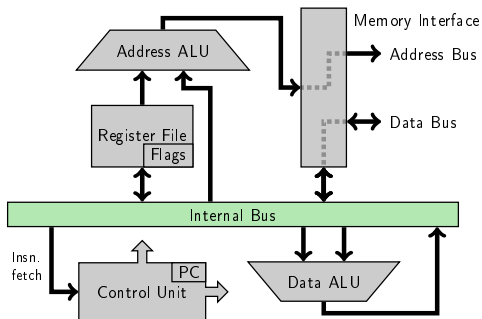 Memory Interface
Address ALU
Address Bus
Register File
Flags
Data Bus
Internal Bus
Insn.
fetch
PC
Control Unit
Data ALU